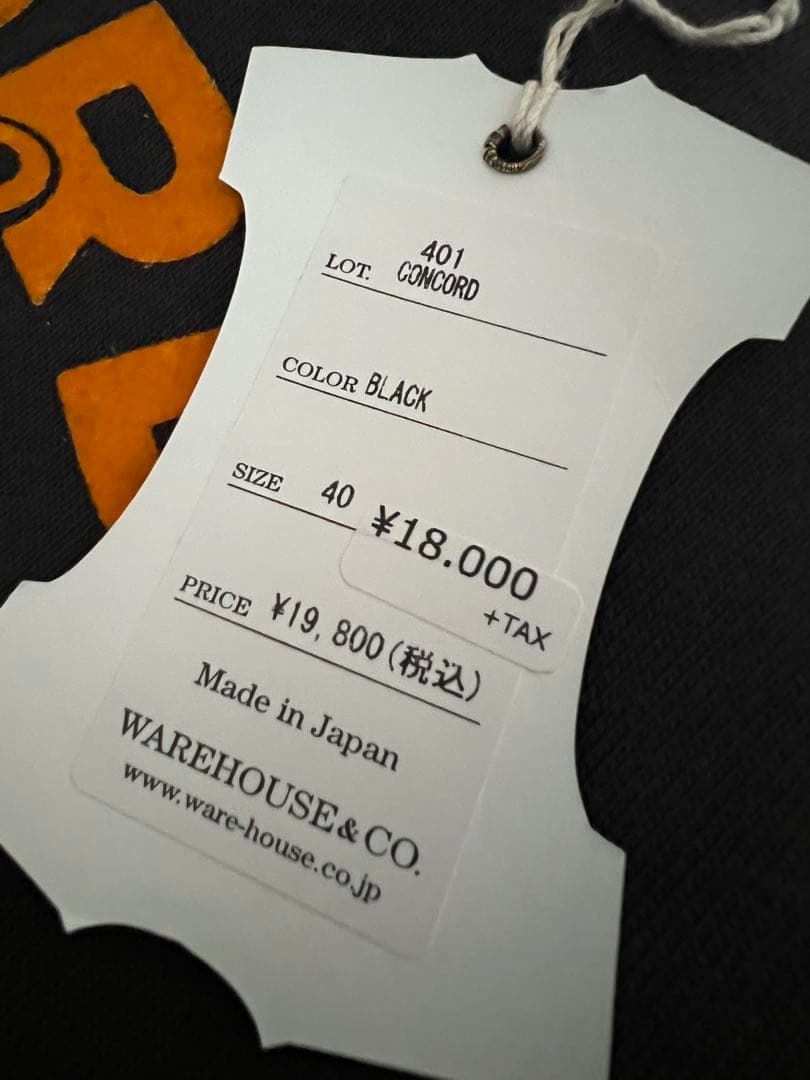 401
LOT. CONCORD
COLOR BLACK
SIZE 40
¥18.000
+TAX
PRICE ¥19,800(税込)
Made in Japan
WAREHOUSE & CO.
www.ware-house.co.jp